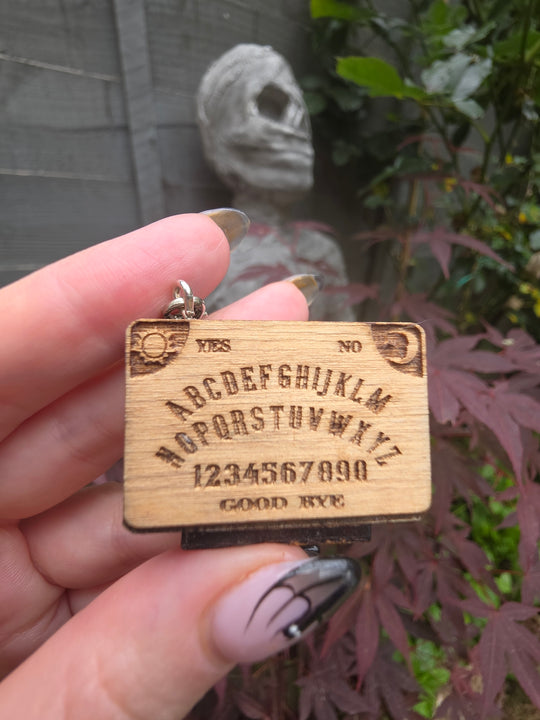 YES NO
ABCDEFGHIJKLM
NOPQRSTUVWXYZ
1234567890
GOOD BYE